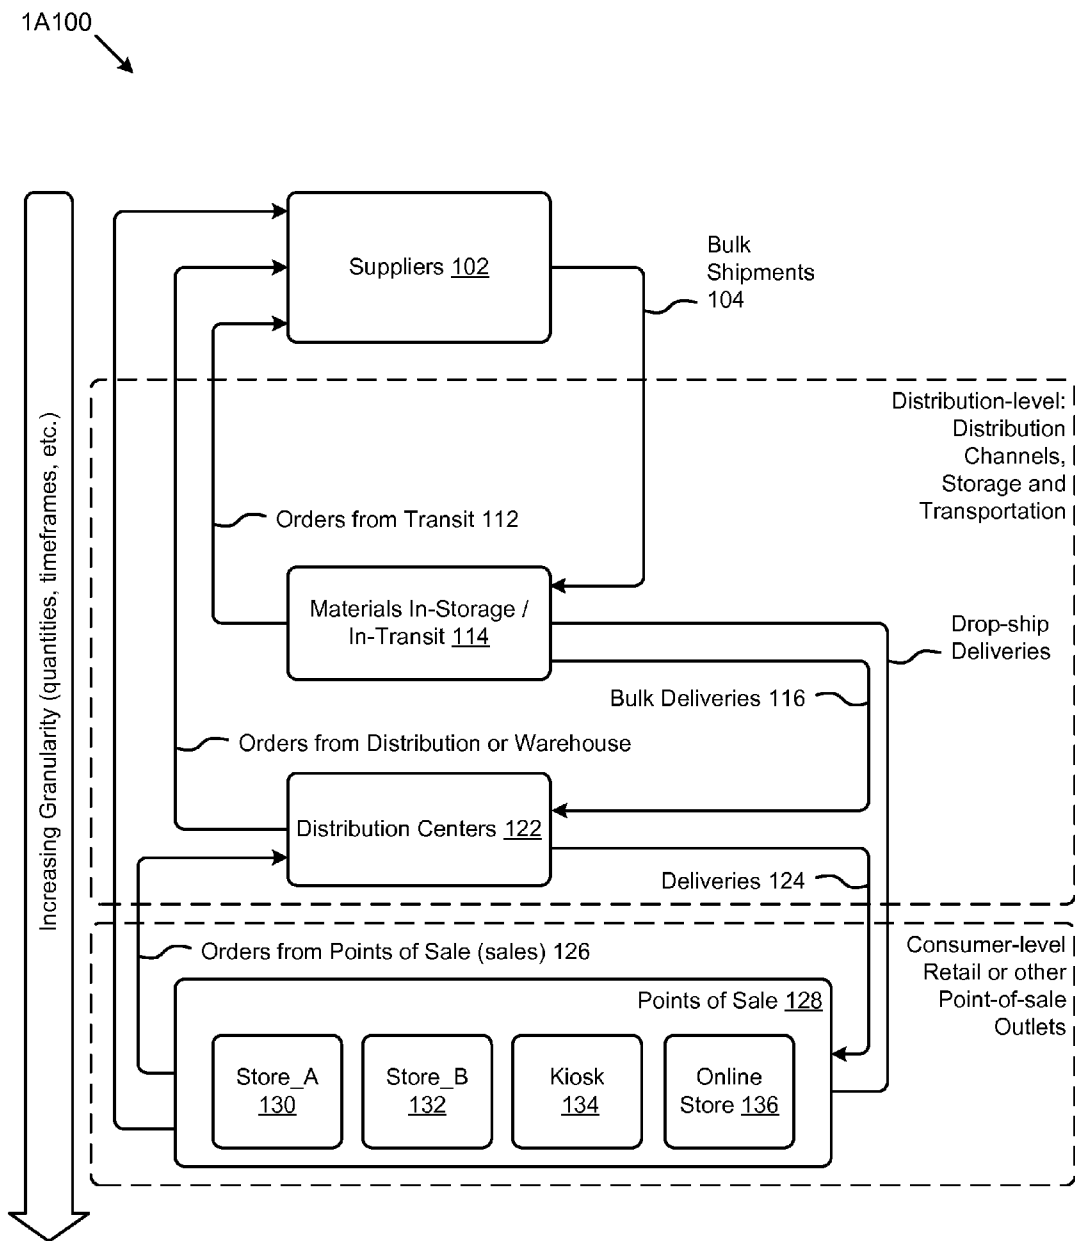 1A100
Suppliers 102
Bulk
Shipments
104
Distribution-level:
Distribution
Channels,
Storage and
Transportation
Increasing Granularity (quantities, timeframes, etc.)
Orders from Transit 112
Materials In-Storage /
In-Transit 114
Drop-ship
Deliveries
Bulk Deliveries 116
Orders from Distribution or Warehouse
Distribution Centers 122
Deliveries 124
Orders from Points of Sale (sales) 126
Consumer-level
Retail or other
Point-of-sale
Outlets
Points of Sale 128
Store_A
130
Store_B
132
Kiosk
134
Online
Store 136